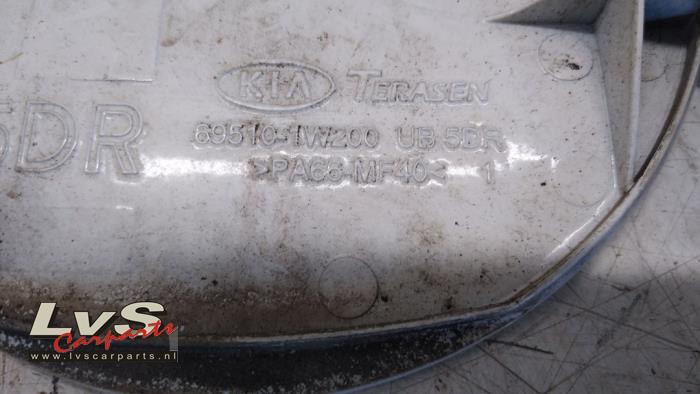 KIA TERASEN
5DR
69510-1W200 UB 5DR
>PA66-MF40< 1
LvS
Carparts
www.lvscarparts.nl